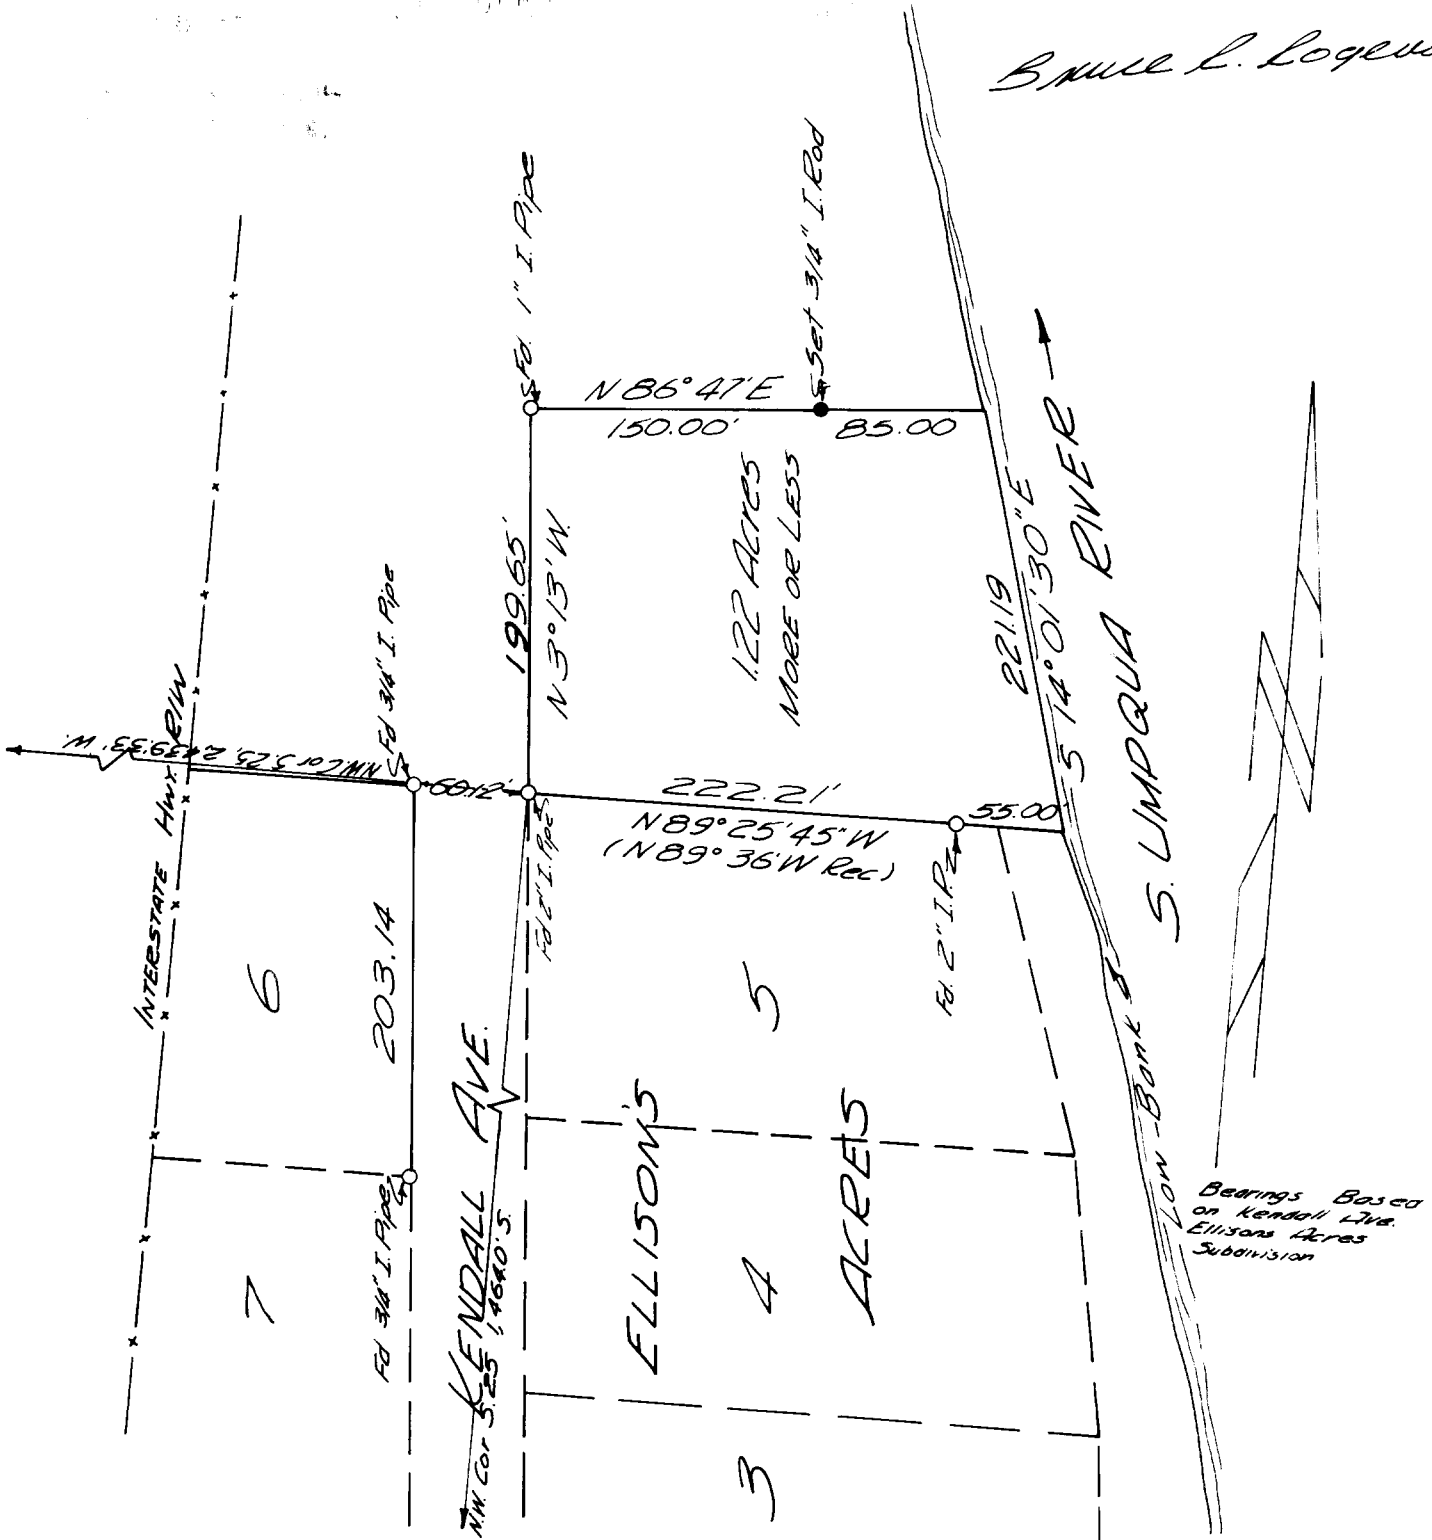 Bruce R. Rogers
Fd. 1" I. Pipe
Set 3/4" I. Rod
N 86° 47' E
150.00'
85.00
199.65'
N 3° 13' W.
1.22 Acres
MORE OR LESS
221.19
S 14° 01' 30" E
S. UMPQUA RIVER
INTERSTATE HWY. R/W
N.W. Cor S. 25, 2,439.33' W.
Fd 3/4" I. Pipe
60.12'
Fd 2" I. Pipe
222.21'
N 89° 25' 45" W
(N 89° 36' W Rec)
55.00'
Fd. 2" I.P.
203.14
6
5
7
Fd 3/4" I. Pipe
KENDALL AVE.
N.W. Cor S. 25 1,464.0' S.
ELLISON'S
ACRES
4
3
Low-Bank
Bearings Based
on Kendall Ave.
Ellisons Acres
Subdivision